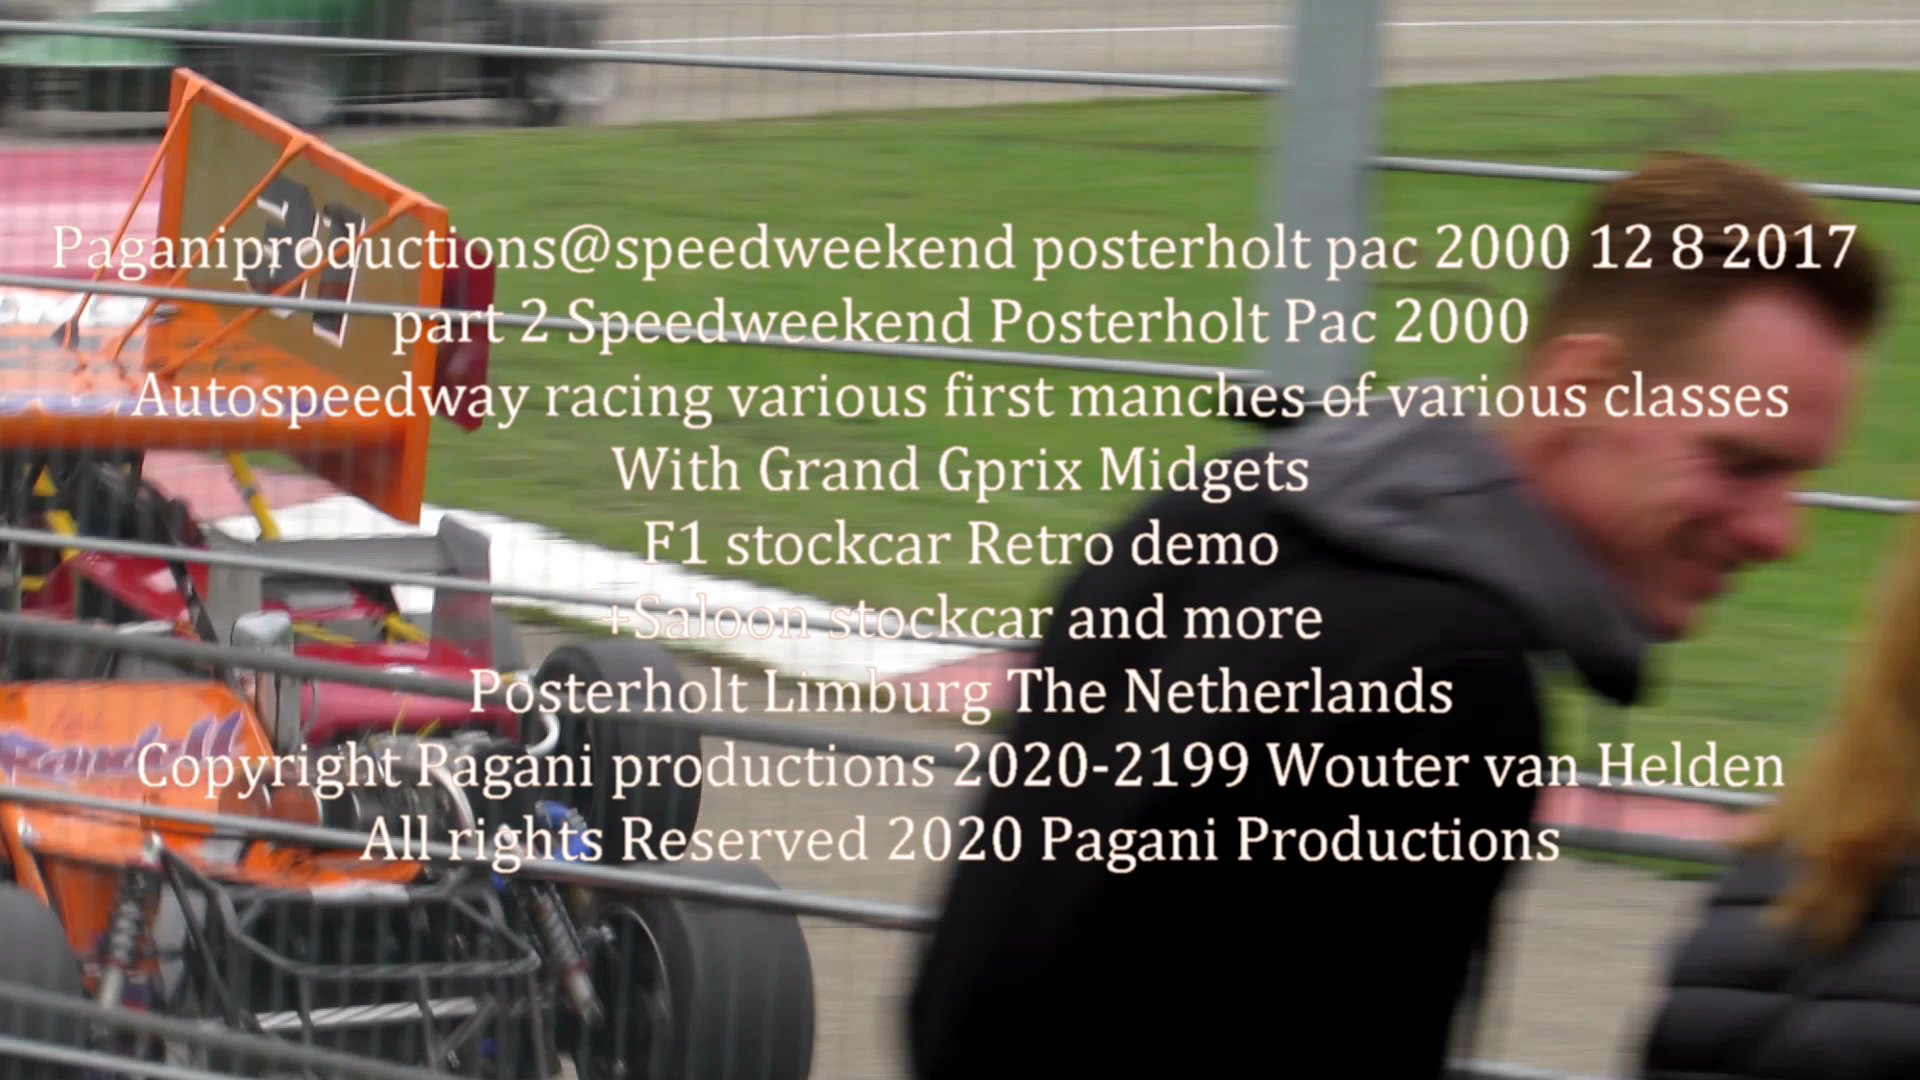 Paganiproductions@speedweekend posterholt pac 2000 12 8 2017
part 2 Speedweekend Posterholt Pac 2000
Autospeedway racing various first manches of various classes
With Grand Gprix Midgets
F1 stockcar Retro demo
+Saloon stockcar and more
Posterholt Limburg The Netherlands
Copyright Pagani productions 2020-2199 Wouter van Helden
All rights Reserved 2020 Pagani Productions
31